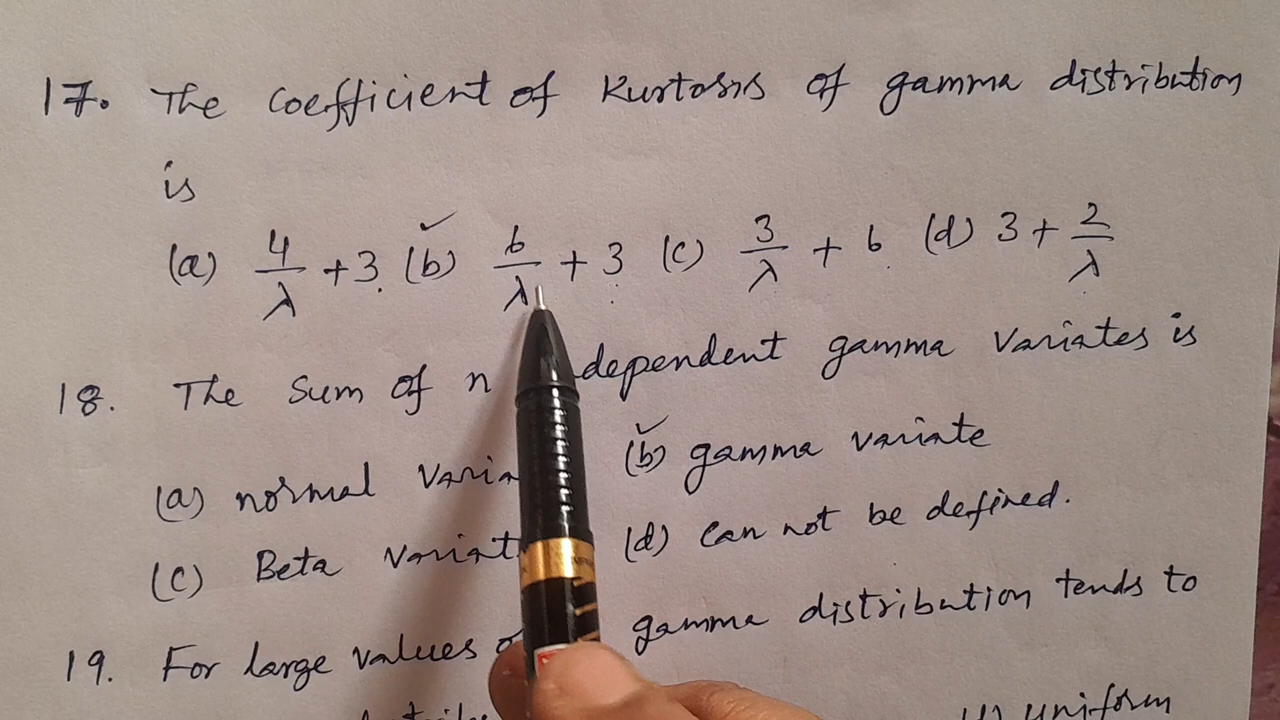 17. The coefficient of Kurtosis of gamma distribution
is
(a) 4/λ + 3. (b) 6/λ + 3 (c) 3/λ + 6 (d) 3 + 2/λ
18. The sum of n dependent gamma variates is
(a) normal (b) gamma variate
(c) Beta (d) can not be defined.
19. For large values gamma distribution tends to
uniform